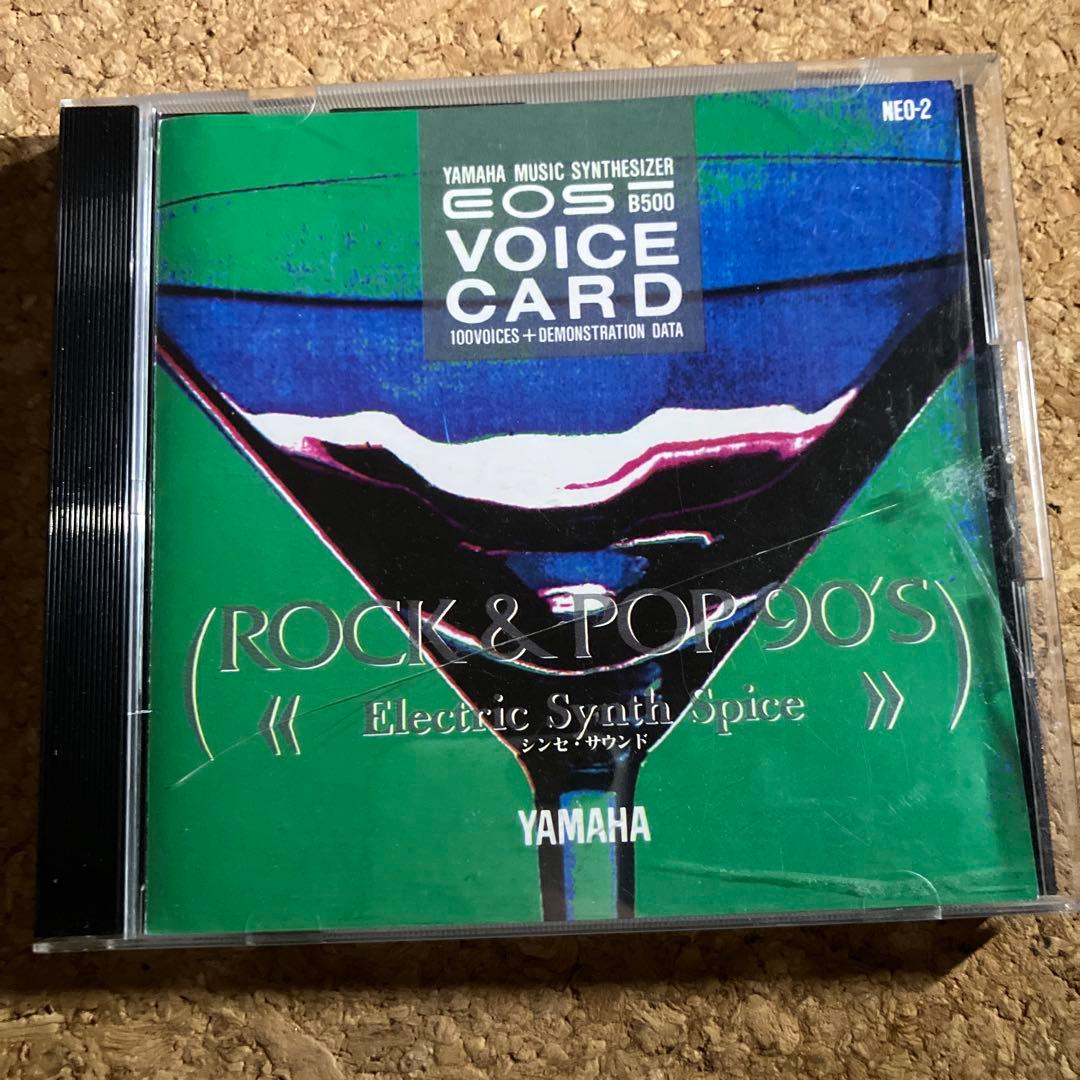 NEO-2
YAMAHA MUSIC SYNTHESIZER
EOS B500
VOICE
CARD
100VOICES+DEMONSTRATION DATA
(ROCK & POP 90'S)
《 Electric Synth Spice 》
シンセ・サウンド
YAMAHA